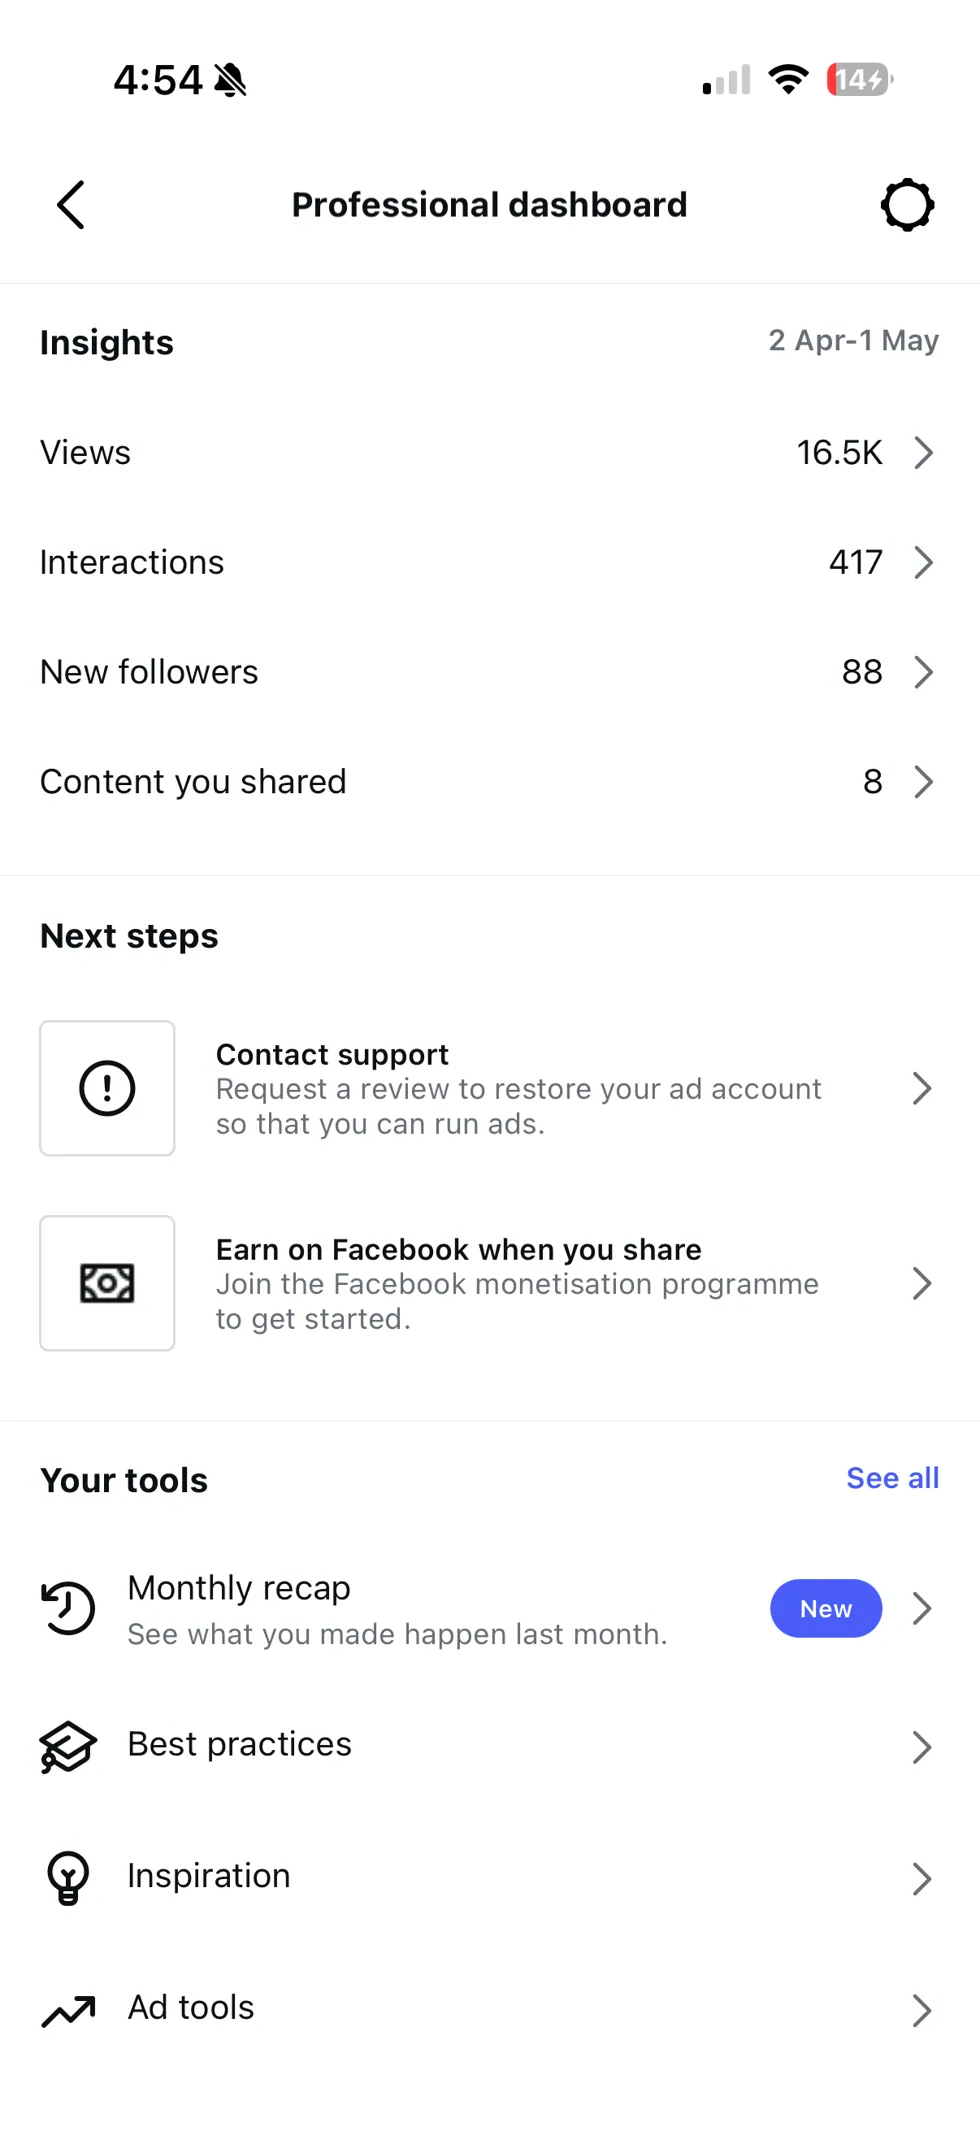 4:54
14
Professional dashboard
Insights
2 Apr-1 May
Views
16.5K
Interactions
417
New followers
88
Content you shared
8
Next steps
Contact support
Request a review to restore your ad account
so that you can run ads.
Earn on Facebook when you share
Join the Facebook monetisation programme
to get started.
Your tools
See all
Monthly recap
See what you made happen last month.
New
Best practices
Inspiration
Ad tools